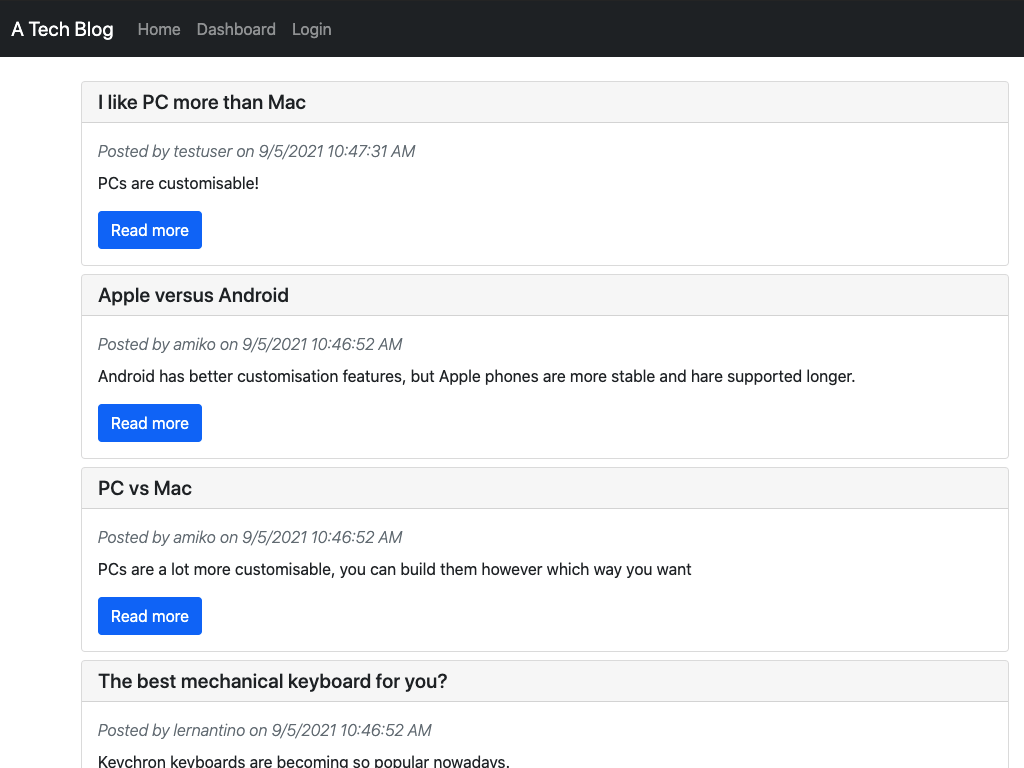 A Tech Blog Home Dashboard Login
I like PC more than Mac
Posted by testuser on 9/5/2021 10:47:31 AM
PCs are customisable!
Read more
Apple versus Android
Posted by amiko on 9/5/2021 10:46:52 AM
Android has better customisation features, but Apple phones are more stable and hare supported longer.
Read more
PC vs Mac
Posted by amiko on 9/5/2021 10:46:52 AM
PCs are a lot more customisable, you can build them however which way you want
Read more
The best mechanical keyboard for you?
Posted by lernantino on 9/5/2021 10:46:52 AM
Keychron keyboards are becoming so popular nowadays.